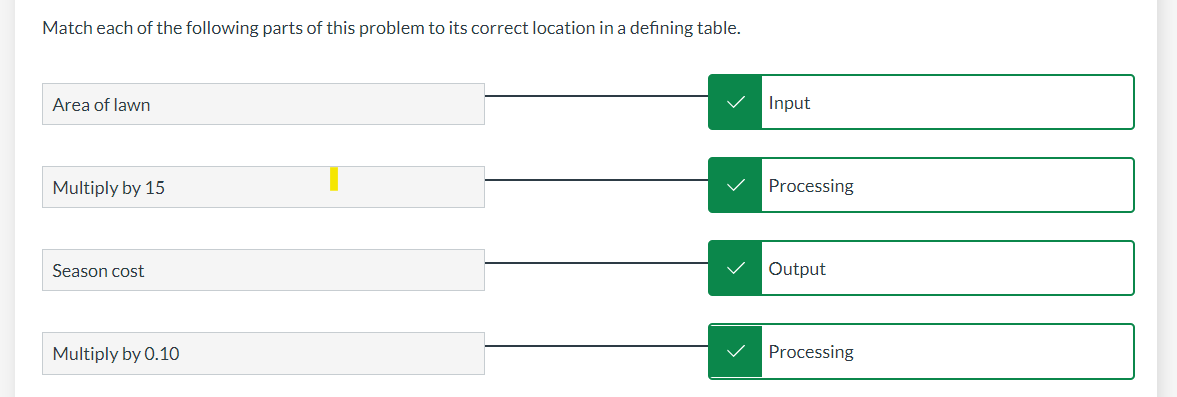 Match each of the following parts of this problem to its correct location in a defining table.
Area of lawn
Input
Multiply by 15
Processing
Season cost
Output
Multiply by 0.10
Processing